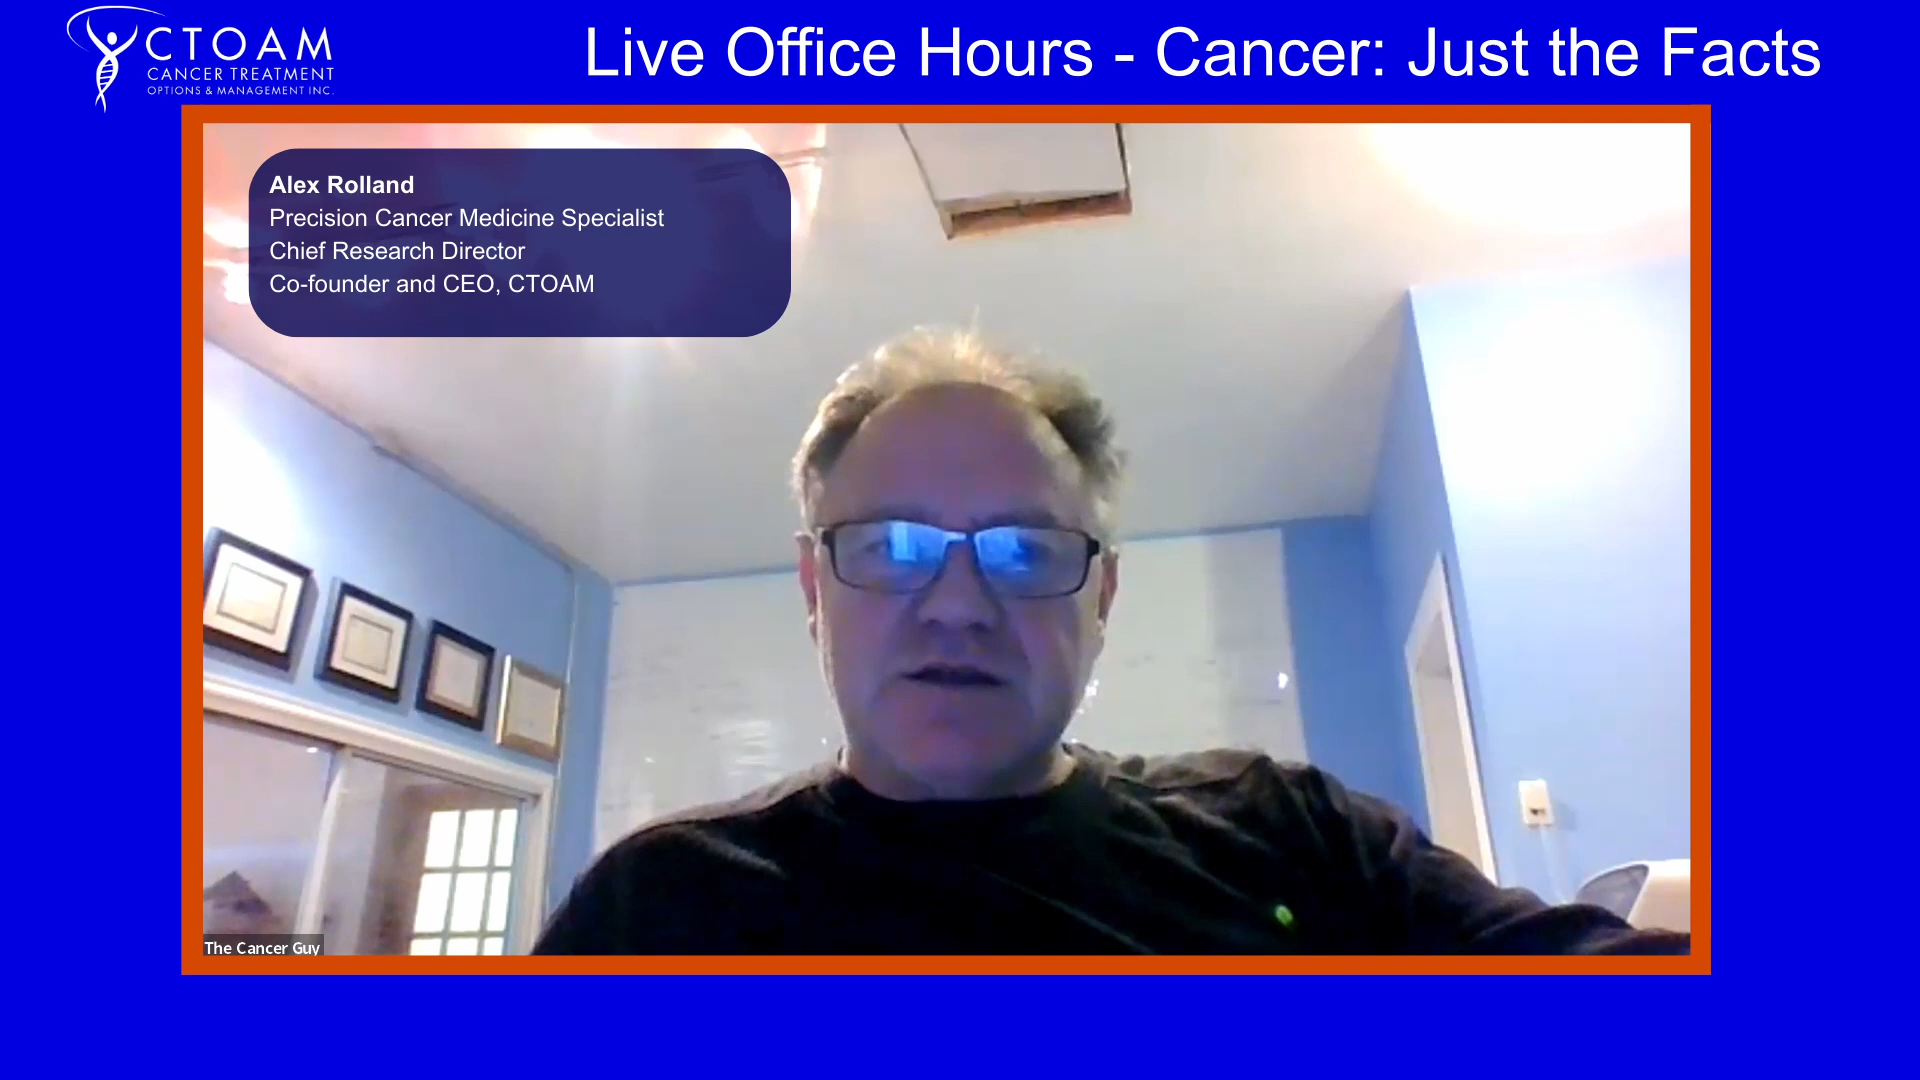 CTOAM
CANCER TREATMENT
OPTIONS & MANAGEMENT INC.
Live Office Hours - Cancer: Just the Facts
Alex Rolland
Precision Cancer Medicine Specialist
Chief Research Director
Co-founder and CEO, CTOAM
The Cancer Guy